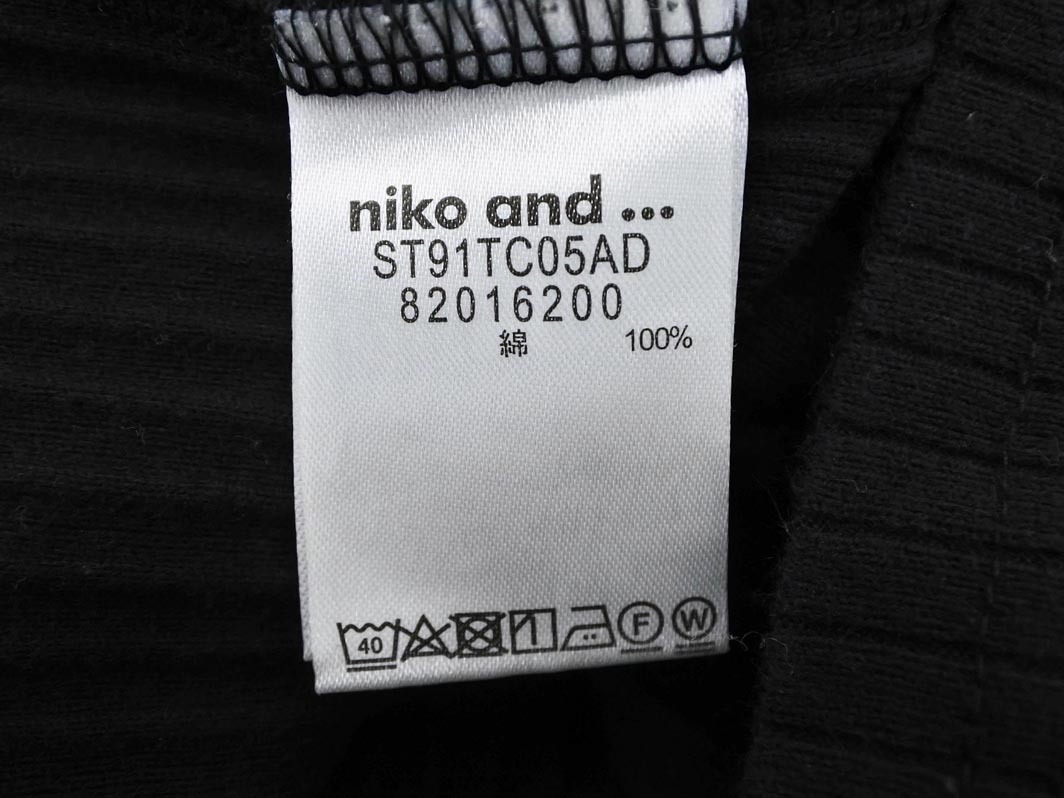 niko and ...
ST91TC05AD
82016200
綿 100%
40 F W